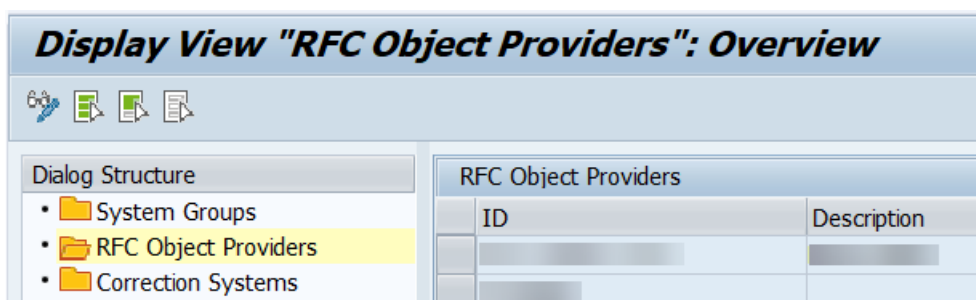 Display View "RFC Object Providers": Overview
Dialog Structure
System Groups
RFC Object Providers
Correction Systems
RFC Object Providers
ID
Description